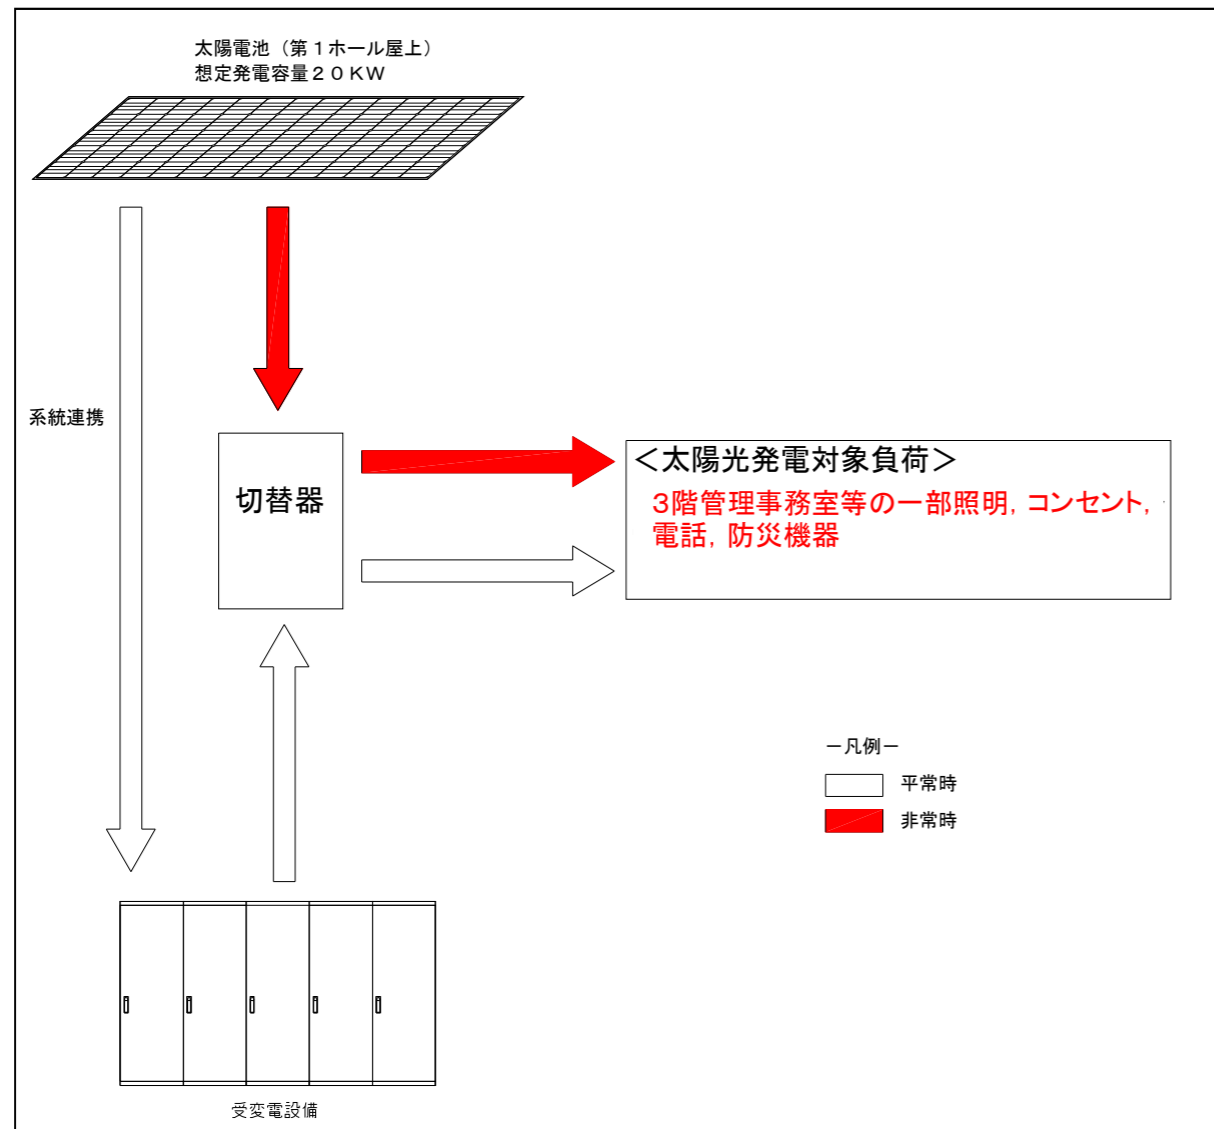 太陽電池（第１ホール屋上）
想定発電容量２０ＫＷ
系統連携
切替器
＜太陽光発電対象負荷＞
３階管理事務室等の一部照明，コンセント，
電話，防災機器
－凡例－
平常時
非常時
受変電設備